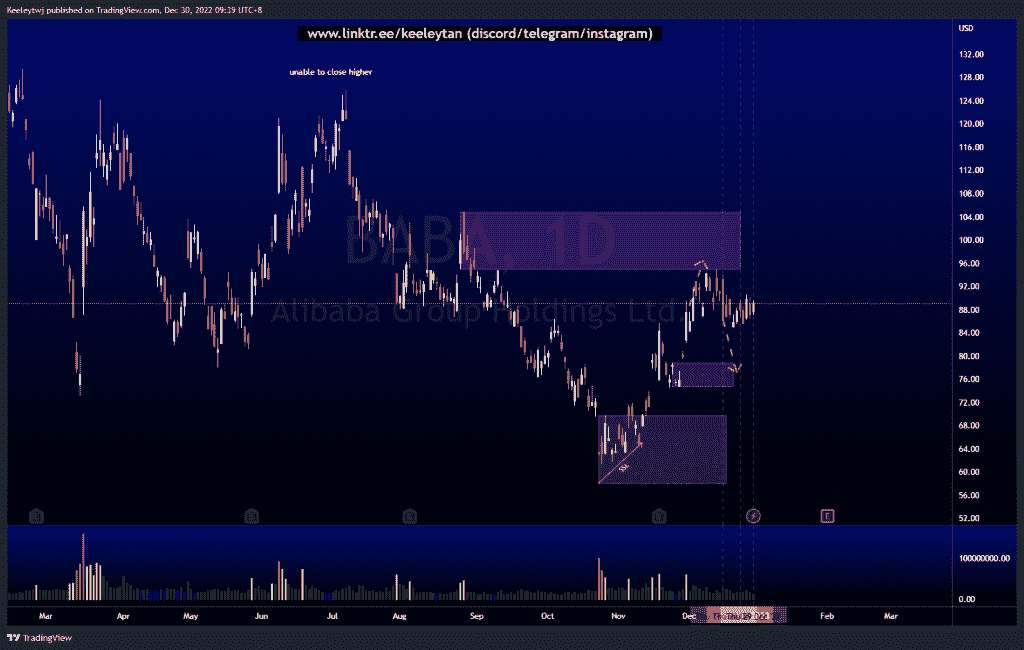 Keeleytwj published on TradingView.com, Dec 30, 2022 09:39 UTC+8
www.linktr.ee/keeleytan (discord/telegram/instagram)
USD
unable to close higher
132.00
128.00
124.00
120.00
116.00
112.00
108.00
104.00
100.00
96.00
92.00
88.00
84.00
80.00
76.00
72.00
68.00
64.00
60.00
56.00
52.00
BABA, 1D
Alibaba Group Holdings Ltd.
100000000.00
0.00
Mar Apr May Jun Jul Aug Sep Oct Nov Dec Feb Mar
TradingView